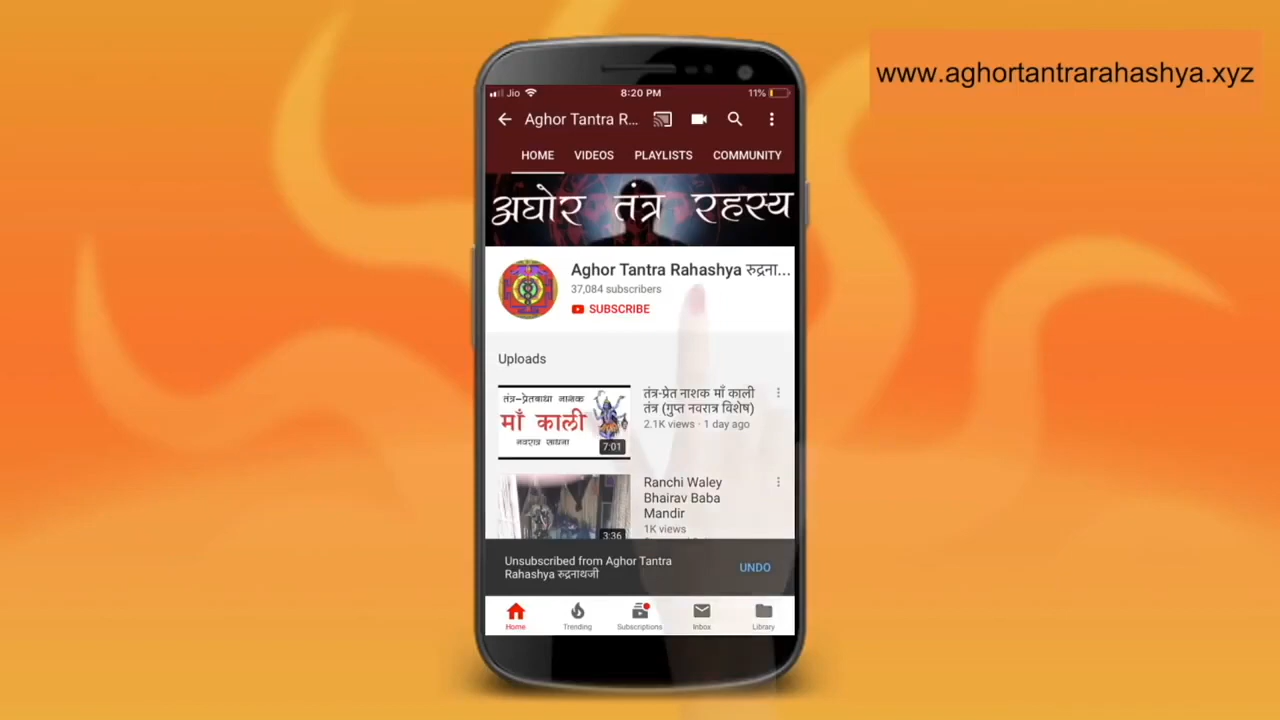 www.aghortantrarahashya.xyz
Jio 8:20 PM 11%
Aghor Tantra R...
HOME VIDEOS PLAYLISTS COMMUNITY
अघोर तंत्र रहस्य
Aghor Tantra Rahashya रुद्रना...
37,084 subscribers
SUBSCRIBE
Uploads
तंत्र-प्रेतबाधा नाशक
माँ काली
नवरात्र साधना
7:01
तंत्र-प्रेत नाशक माँ काली
तंत्र (गुप्त नवरात्र विशेष)
2.1K views · 1 day ago
Ranchi Waley
Bhairav Baba
Mandir
1K views
3:36
Unsubscribed from Aghor Tantra
Rahashya रुद्रनाथजी
UNDO
Home Trending Subscriptions Inbox Library